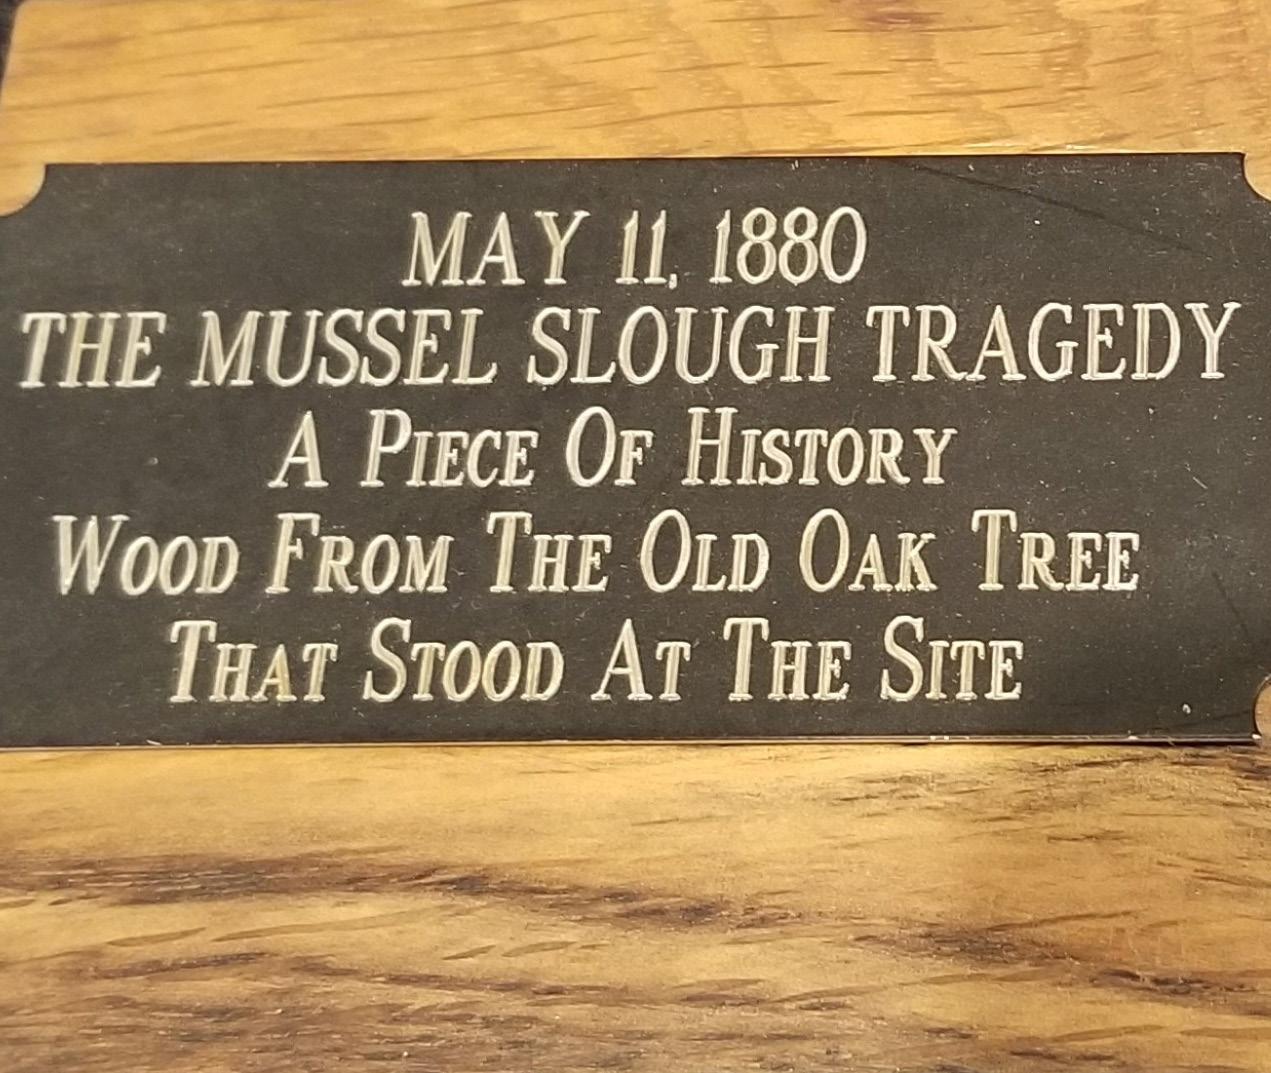 MAY 11, 1880
THE MUSSEL SLOUGH TRAGEDY
A PIECE OF HISTORY
WOOD FROM THE OLD OAK TREE
THAT STOOD AT THE SITE